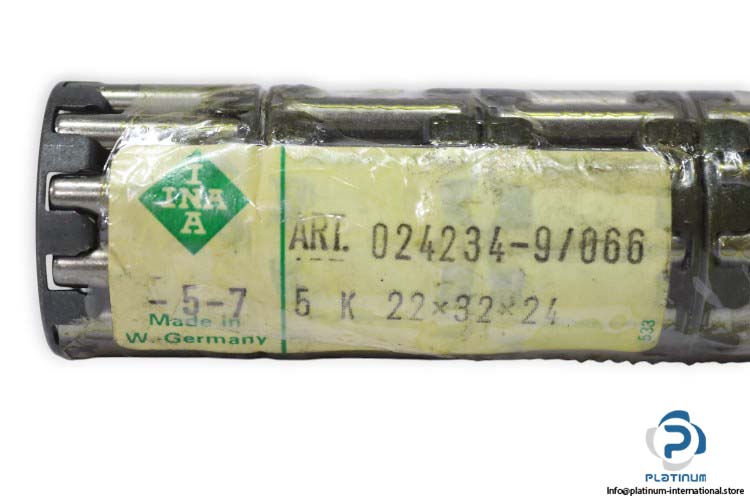 I
INA
A
ART. 024234-9/066
-5-7
5 K 22×32×24
Made in
W.-Germany
533
P
PLATINUM
Info@platinum-international.store